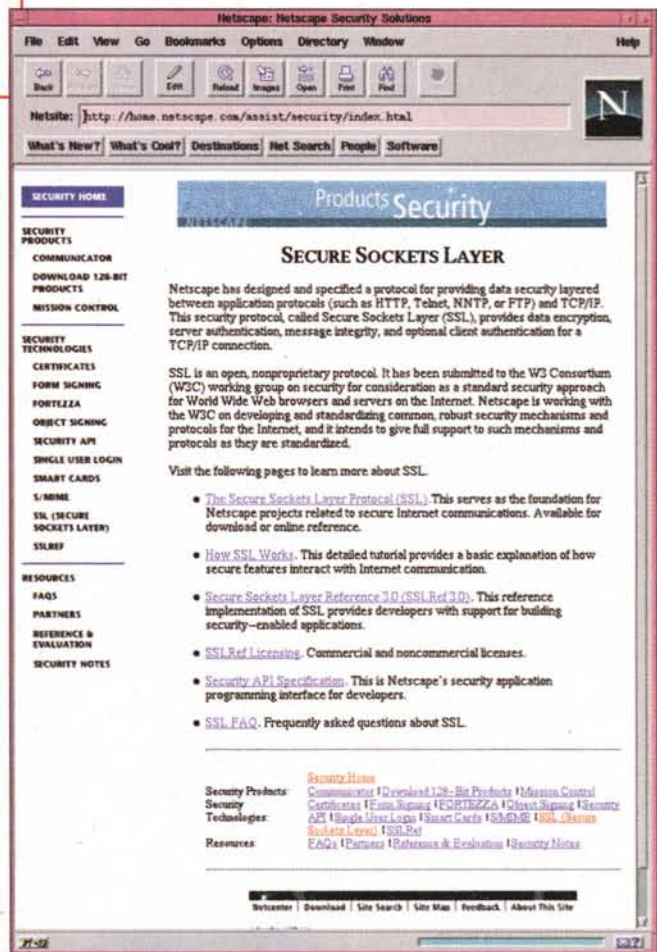 Netscape: Netscape Security Solutions
File Edit View Go Bookmarks Options Directory Window Help
Back Edit Reload Images Open Print Find
N
Netsite: http://home.netscape.com/assist/security/index.html
What's New? What's Cool? Destinations Net Search People Software
SECURITY HOME
SECURITY
PRODUCTS
COMMUNICATOR
DOWNLOAD 128-BIT
PRODUCTS
MISSION CONTROL
SECURITY
TECHNOLOGIES
CERTIFICATES
FORM SIGNING
FORTEZZA
OBJECT SIGNING
SECURITY API
SINGLE USER LOGIN
SMART CARDS
S/MIME
SSL (SECURE
SOCKETS LAYER)
SSLREF
RESOURCES
FAQS
PARTNERS
REFERENCE &
EVALUATION
SECURITY NOTES
Products Security
NETSCAPE
SECURE SOCKETS LAYER
Netscape has designed and specified a protocol for providing data security layered
between application protocols (such as HTTP, Telnet, NNTP, or FTP) and TCP/IP.
This security protocol, called Secure Sockets Layer (SSL), provides data encryption,
server authentication, message integrity, and optional client authentication for a
TCP/IP connection.
SSL is an open, nonproprietary protocol. It has been submitted to the W3 Consortium
(W3C) working group on security for consideration as a standard security approach
for World Wide Web browsers and servers on the Internet. Netscape is working with
the W3C on developing and standardizing common, robust security mechanisms and
protocols for the Internet, and it intends to give full support to such mechanisms and
protocols as they are standardized.
Visit the following pages to learn more about SSL.
• The Secure Sockets Layer Protocol (SSL). This serves as the foundation for
Netscape projects related to secure Internet communications. Available for
download or online reference.
• How SSL Works. This detailed tutorial provides a basic explanation of how
secure features interact with Internet communication.
• Secure Sockets Layer Reference 3.0 (SSLRef 3.0). This reference
implementation of SSL provides developers with support for building
security-enabled applications.
• SSLRef Licensing. Commercial and noncommercial licenses.
• Security API Specification. This is Netscape's security application
programming interface for developers.
• SSL FAQ. Frequently asked questions about SSL.
Security Home
Security Products: Communicator | Download 128-Bit Products | Mission Control
Security Certificates | Form Signing | FORTEZZA | Object Signing | Security
Technologies: API | Single User Login | Smart Cards | S/MIME | SSL (Secure
Sockets Layer) | SSLRef
Resources: FAQs | Partners | Reference & Evaluation | Security Notes
Netcenter | Download | Site Search | Site Map | Feedback | About This Site